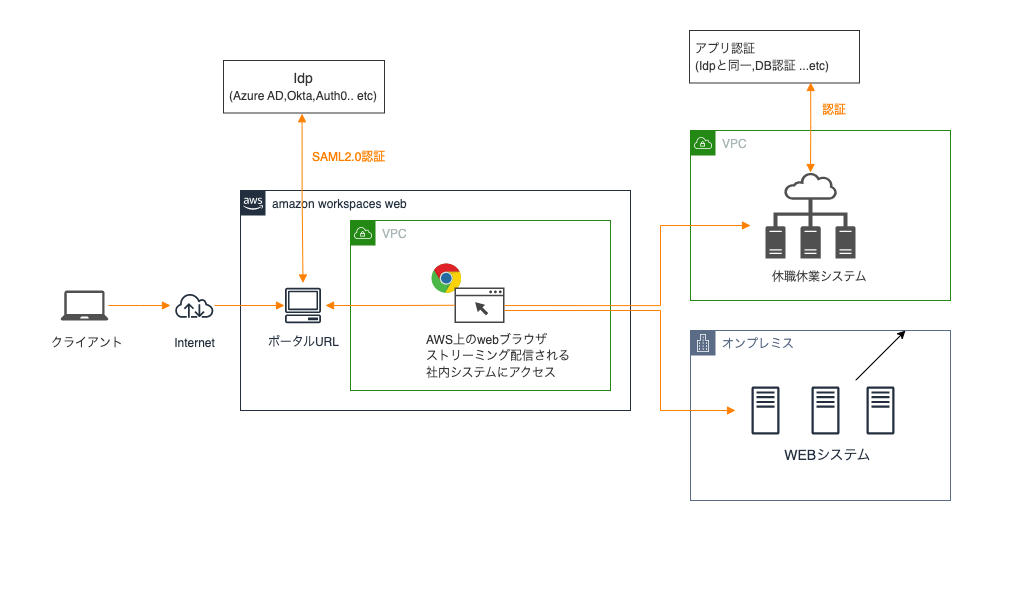 アプリ認証
(Idpと同一,DB認証 ...etc)
Idp
(Azure AD,Okta,Auth0.. etc)
認証
SAML2.0認証
VPC
aws
amazon workspaces web
VPC
休職休業システム
クライアント
Internet
ポータルURL
AWS上のwebブラウザ
ストリーミング配信される
社内システムにアクセス
オンプレミス
WEBシステム